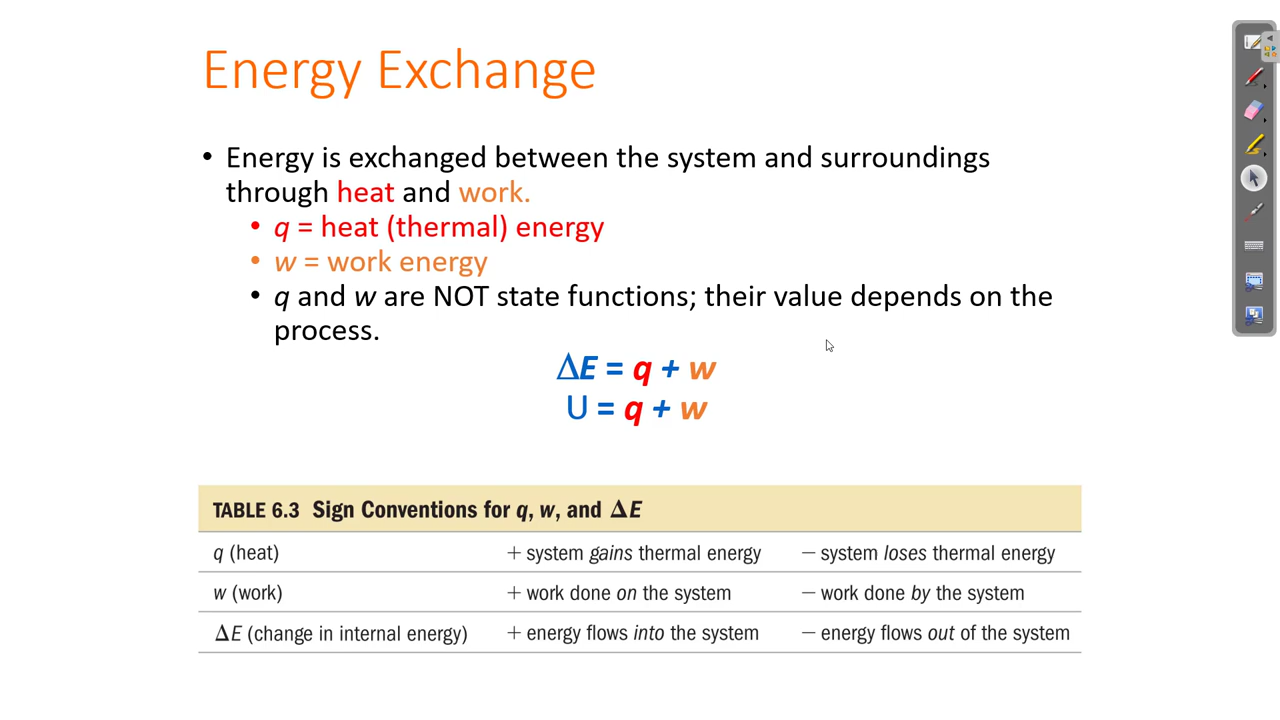 Energy Exchange
• Energy is exchanged between the system and surroundings
through heat and work.
• q = heat (thermal) energy
• w = work energy
• q and w are NOT state functions; their value depends on the
process.
ΔE = q + w
U = q + w
TABLE 6.3 Sign Conventions for q, w, and ΔE
q (heat) + system gains thermal energy − system loses thermal energy
w (work) + work done on the system − work done by the system
ΔE (change in internal energy) + energy flows into the system − energy flows out of the system